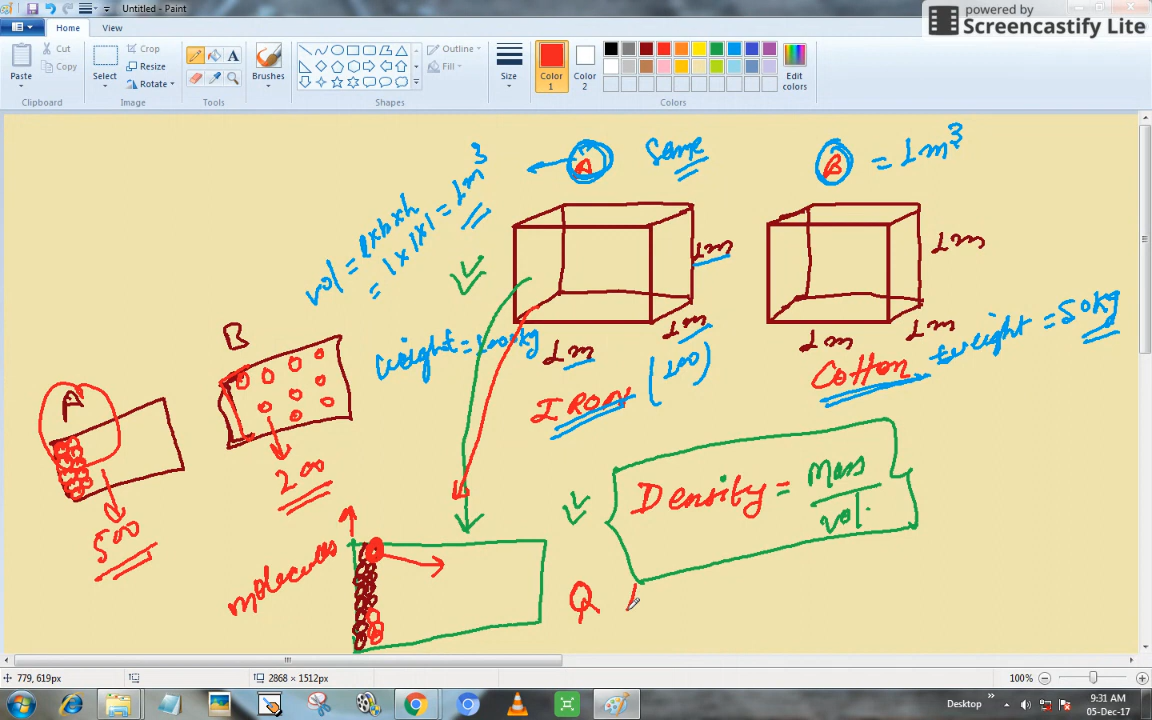 Untitled - Paint
powered by
Screencastify Lite
Home
View
Paste
Cut
Copy
Clipboard
Select
Crop
Resize
Rotate
Image
A
Tools
Brushes
Shapes
Outline
Fill
Size
Color
1
Color
2
Edit
colors
Colors
A
Same
B = 1m³
vol = l×b×h
= 1×1×1 = 1m³
1m
1m
1m
1m
1m
1m
weight = 1000kg
IRON
(100)
Cotton
weight = 50kg
A
B
500
200
Density = Mass
vol.
molecules
Q
779, 619px
2868 × 1512px
100%
Desktop
9:31 AM
05-Dec-17